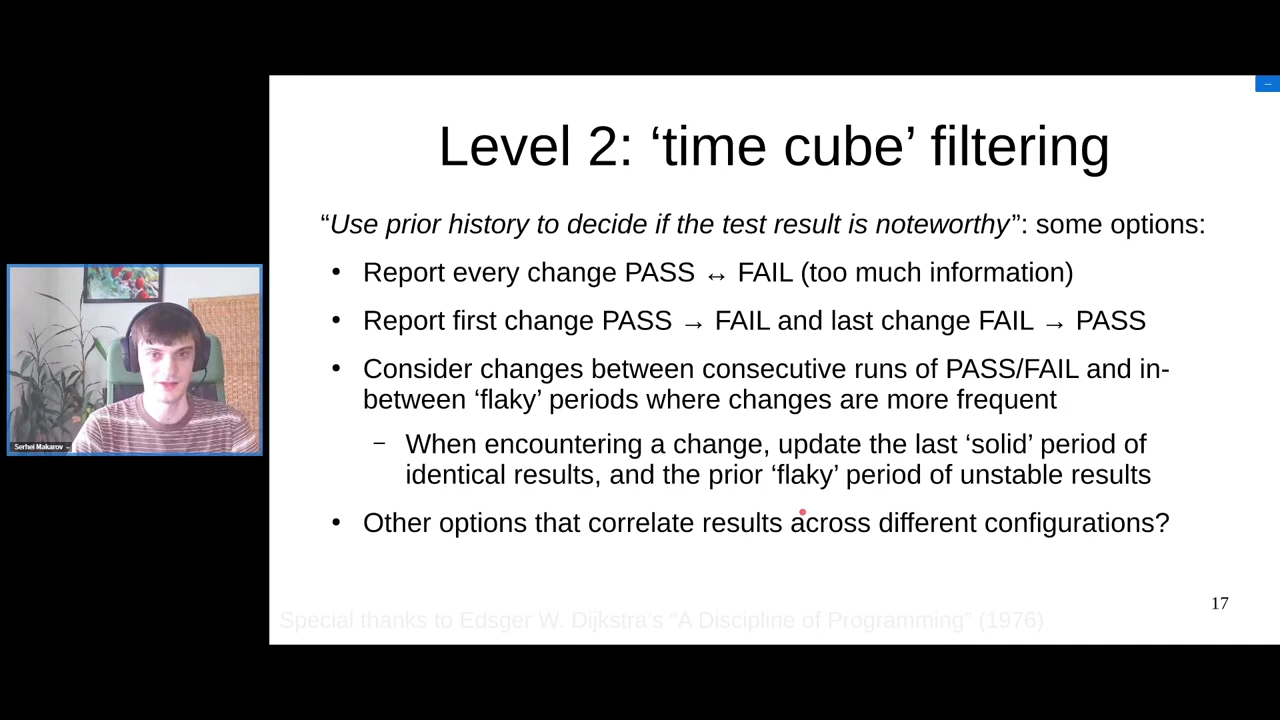 Level 2: ‘time cube’ filtering
“Use prior history to decide if the test result is noteworthy”: some options:
• Report every change PASS ↔ FAIL (too much information)
• Report first change PASS → FAIL and last change FAIL → PASS
• Consider changes between consecutive runs of PASS/FAIL and in-
between ‘flaky’ periods where changes are more frequent
– When encountering a change, update the last ‘solid’ period of
identical results, and the prior ‘flaky’ period of unstable results
• Other options that correlate results across different configurations?
Serhei Makarov
17
Special thanks to Edsger W. Dijkstra's “A Discipline of Programming” (1976)